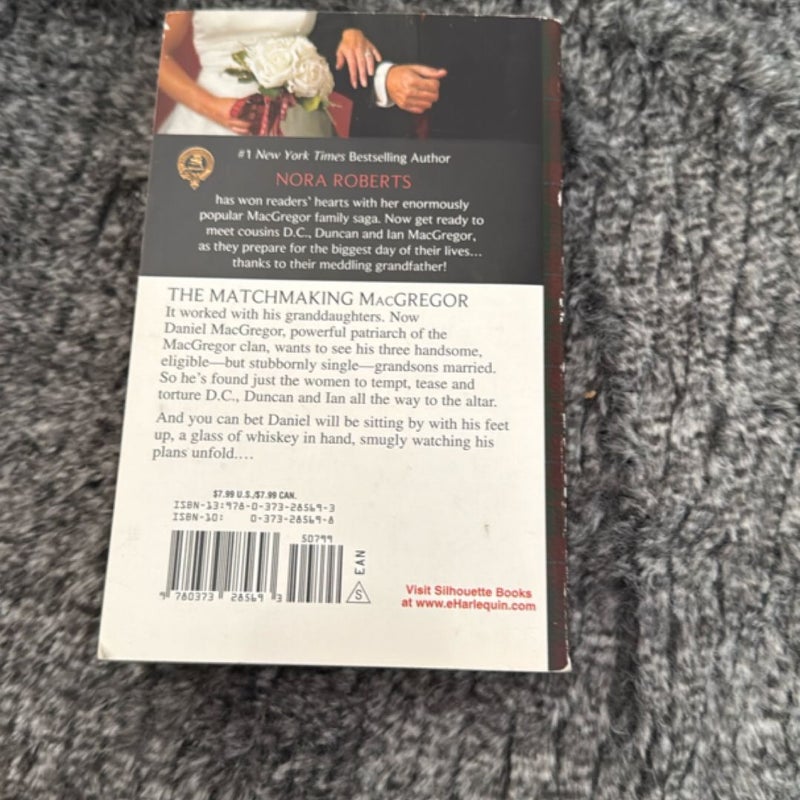 #1 New York Times Bestselling Author
NORA ROBERTS
has won readers' hearts with her enormously
popular MacGregor family saga. Now get ready to
meet cousins D.C., Duncan and Ian MacGregor,
as they prepare for the biggest day of their lives...
thanks to their meddling grandfather!
THE MATCHMAKING MACGREGOR
It worked with his granddaughters. Now
Daniel MacGregor, powerful patriarch of the
MacGregor clan, wants to see his three handsome,
eligible—but stubbornly single—grandsons married.
So he's found just the women to tempt, tease and
torture D.C., Duncan and Ian all the way to the altar.
And you can bet Daniel will be sitting by with his feet
up, a glass of whiskey in hand, smugly watching his
plans unfold....
$7.99 U.S./$7.99 CAN.
ISBN-13:978-0-373-28569-3
ISBN-10: 0-373-28569-8
50799
9 780373 28569 3
S
EAN
Visit Silhouette Books
at www.eHarlequin.com